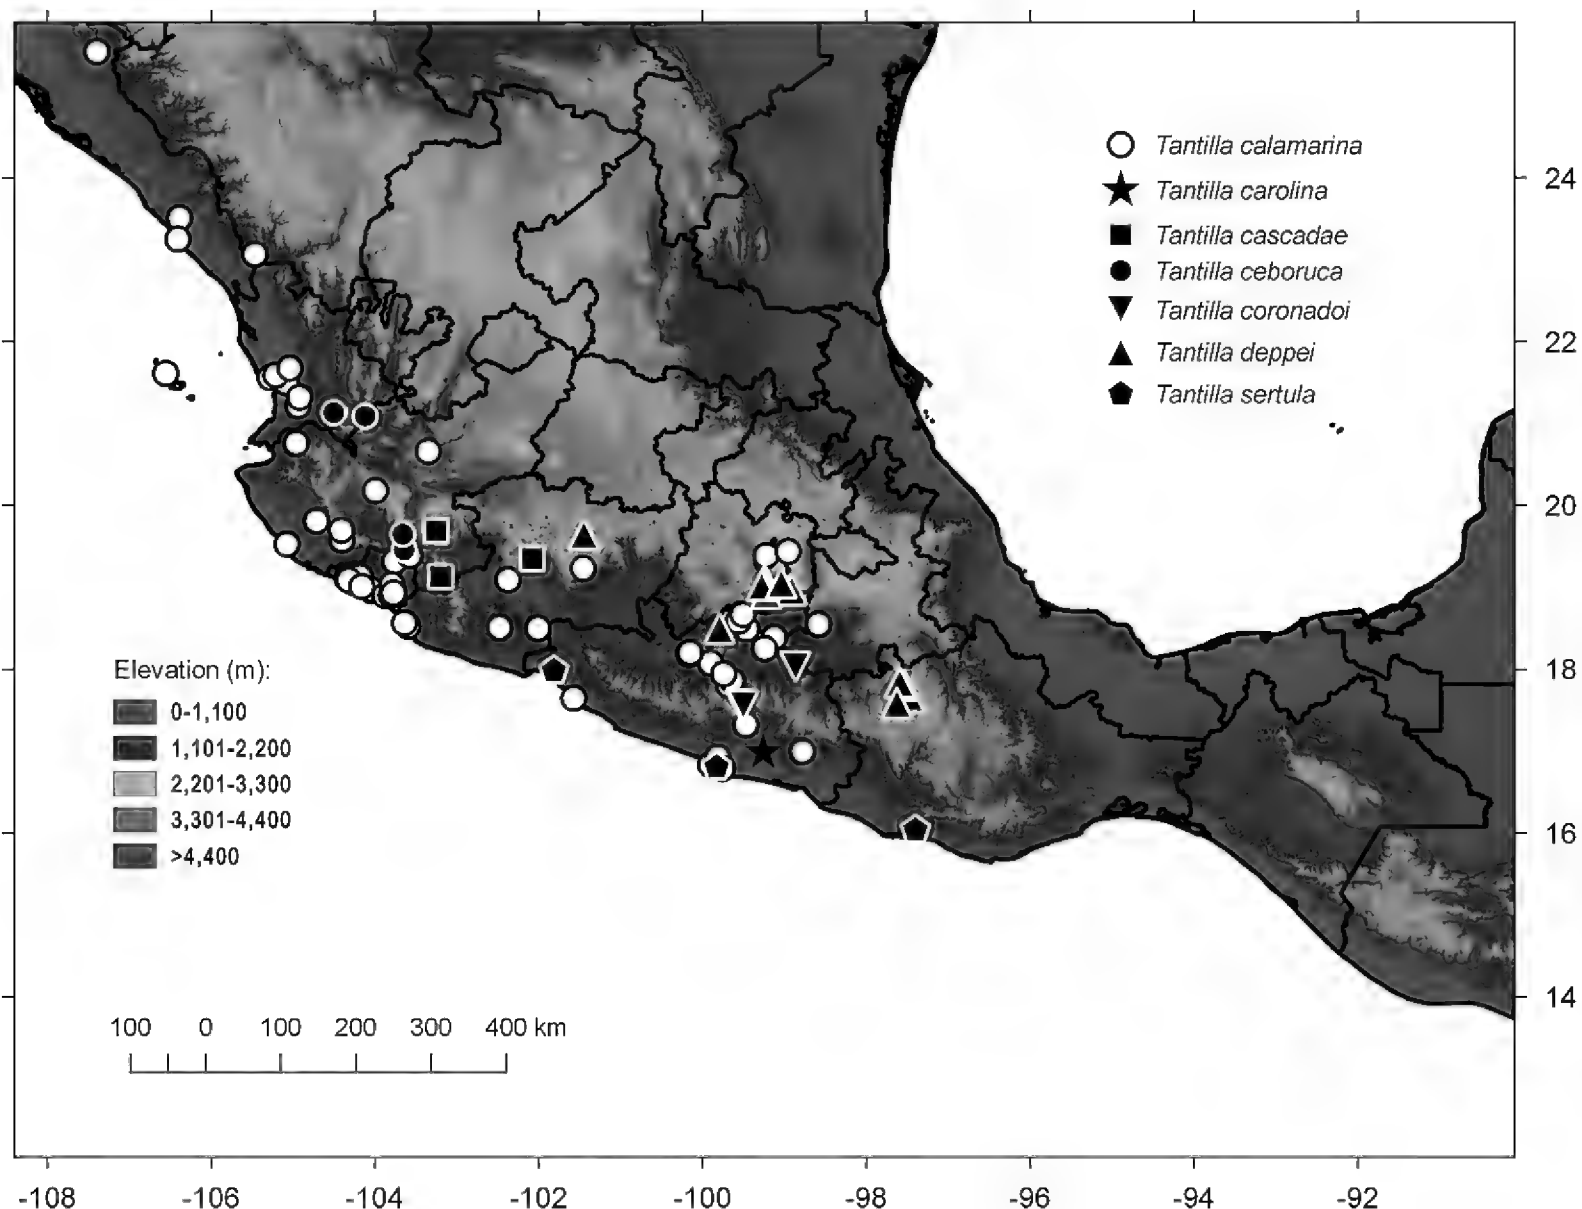 Tantilla calamarina
Tantilla carolina
Tantilla cascadae
Tantilla ceboruca
Tantilla coronadoi
Tantilla deppei
Tantilla sertula
24
22
20
18
16
14
Elevation (m):
0-1,100
1,101-2,200
2,201-3,300
3,301-4,400
>4,400
100 0 100 200 300 400 km
-108 -106 -104 -102 -100 -98 -96 -94 -92